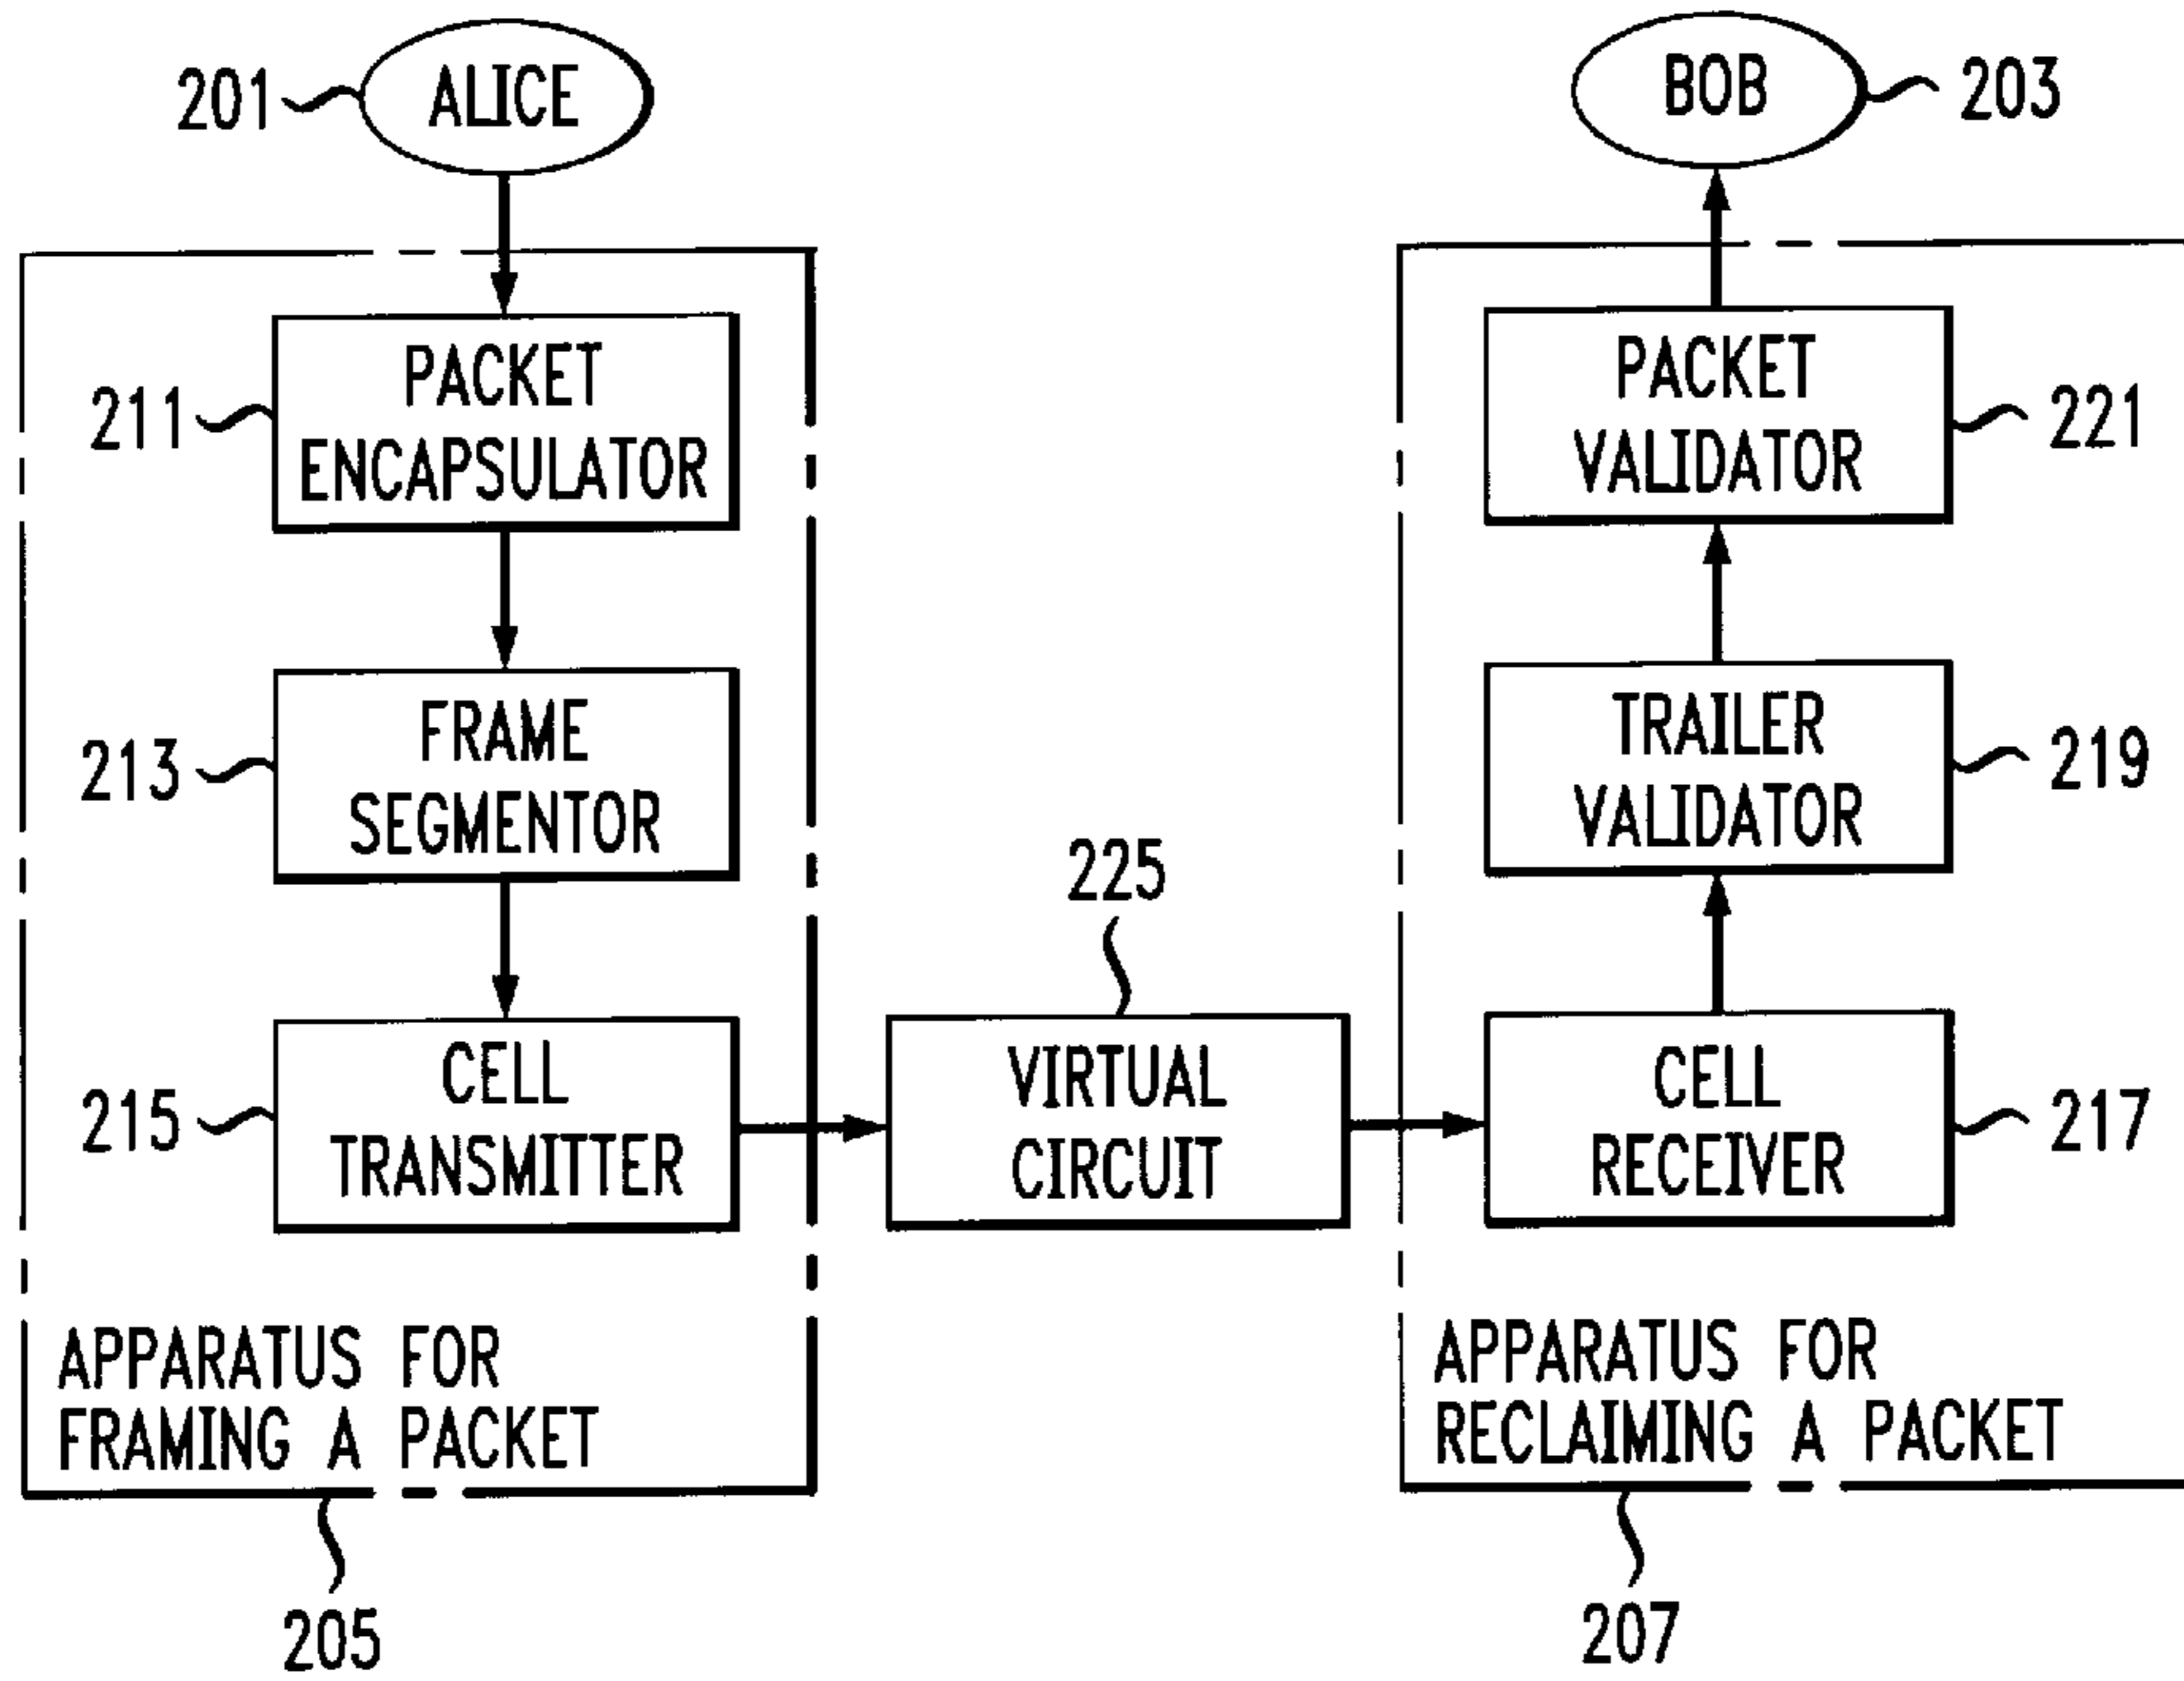 201
ALICE
211
PACKET
ENCAPSULATOR
213
FRAME
SEGMENTOR
215
CELL
TRANSMITTER
APPARATUS FOR
FRAMING A PACKET
205
225
VIRTUAL
CIRCUIT
BOB
203
PACKET
VALIDATOR
221
TRAILER
VALIDATOR
219
CELL
RECEIVER
217
APPARATUS FOR
RECLAIMING A PACKET
207